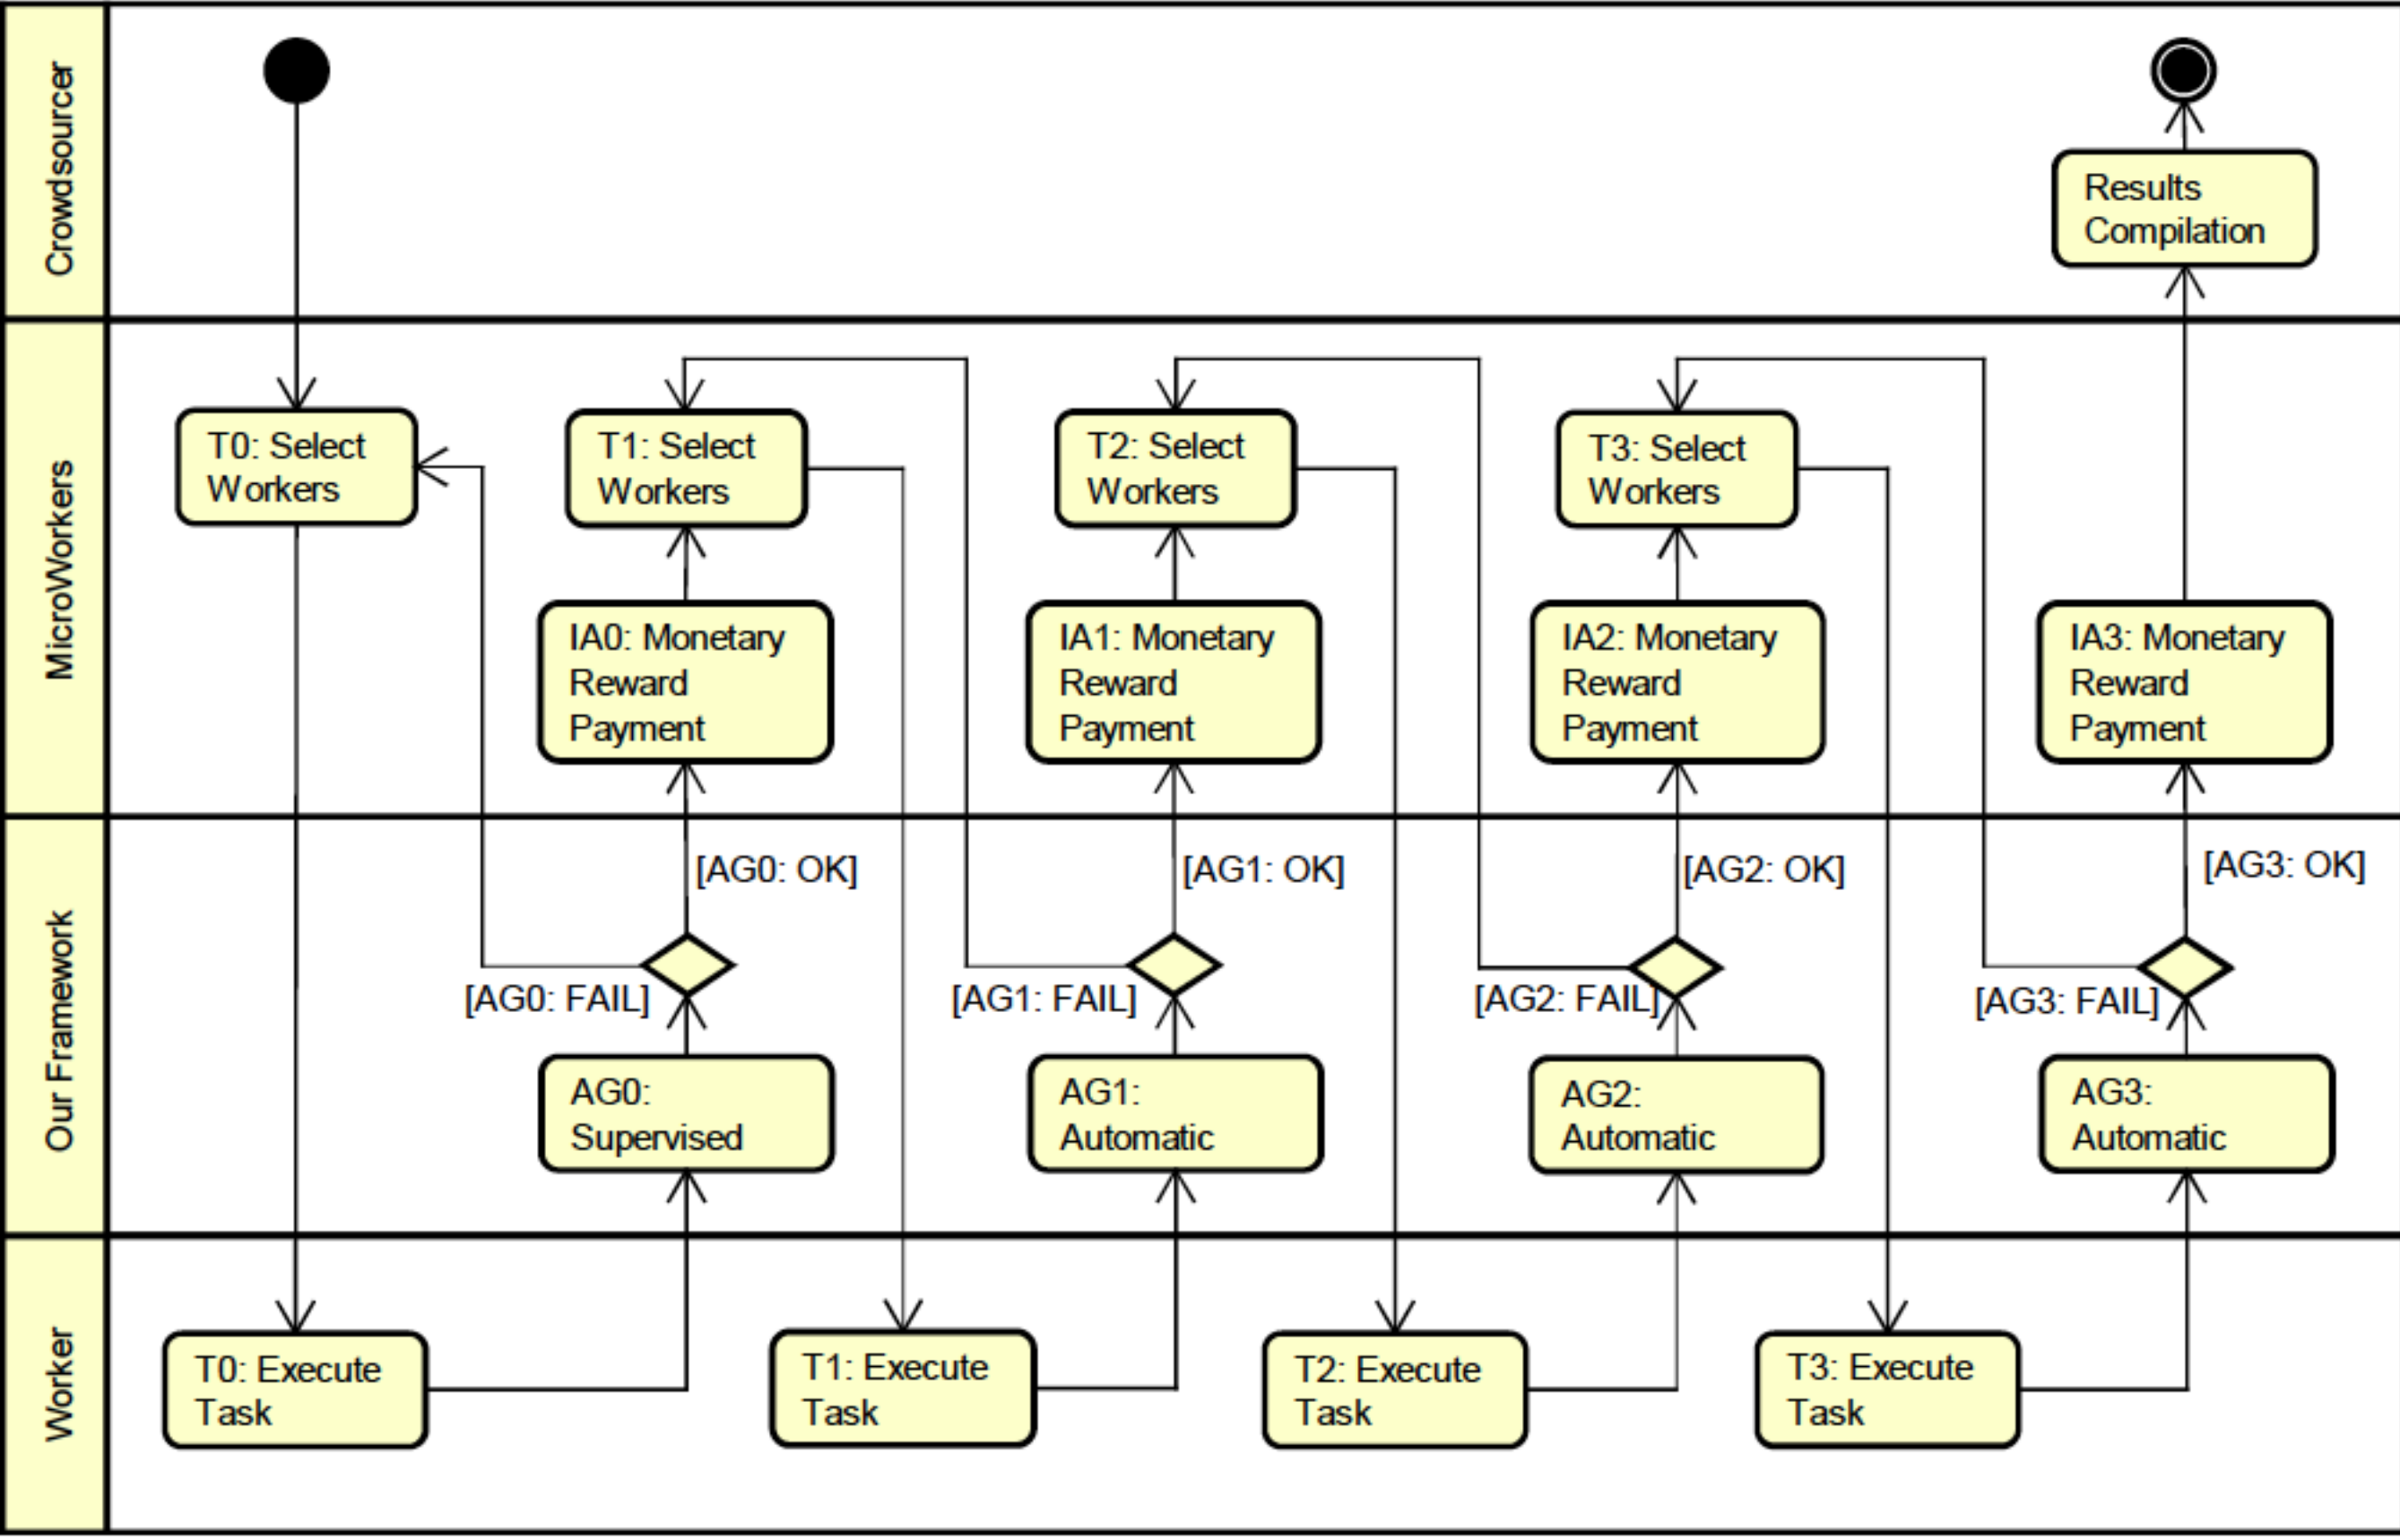 Crowdsourcer
Results
Compilation
MicroWorkers
T0: Select
Workers
T1: Select
Workers
T2: Select
Workers
T3: Select
Workers
IA0: Monetary
Reward
Payment
IA1: Monetary
Reward
Payment
IA2: Monetary
Reward
Payment
IA3: Monetary
Reward
Payment
Our Framework
[AG0: OK]
[AG1: OK]
[AG2: OK]
[AG3: OK]
[AG0: FAIL]
[AG1: FAIL]
[AG2: FAIL]
[AG3: FAIL]
AG0:
Supervised
AG1:
Automatic
AG2:
Automatic
AG3:
Automatic
Worker
T0: Execute
Task
T1: Execute
Task
T2: Execute
Task
T3: Execute
Task